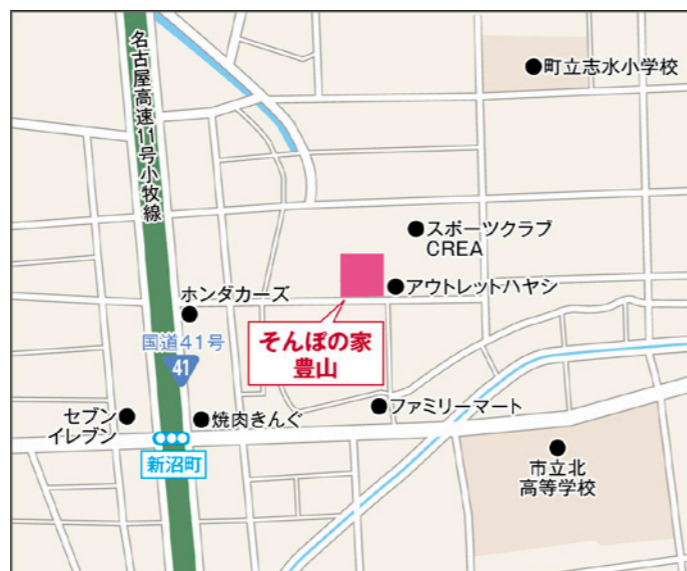 名古屋高速11号小牧線
町立志水小学校
スポーツクラブ
CREA
アウトレットハヤシ
ホンダカーズ
そんぽの家
豊山
国道41号
41
セブン
イレブン
焼肉きんぐ
ファミリーマート
新沼町
市立北
高等学校